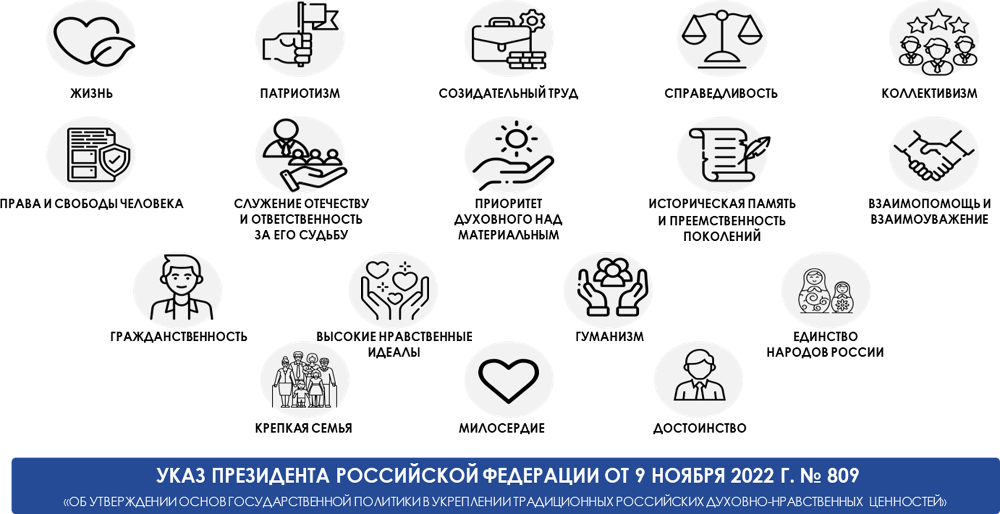 ЖИЗНЬ
ПАТРИОТИЗМ
СОЗИДАТЕЛЬНЫЙ ТРУД
СПРАВЕДЛИВОСТЬ
КОЛЛЕКТИВИЗМ
ПРАВА И СВОБОДЫ ЧЕЛОВЕКА
СЛУЖЕНИЕ ОТЕЧЕСТВУ
И ОТВЕТСТВЕННОСТЬ
ЗА ЕГО СУДЬБУ
ПРИОРИТЕТ
ДУХОВНОГО НАД
МАТЕРИАЛЬНЫМ
ИСТОРИЧЕСКАЯ ПАМЯТЬ
И ПРЕЕМСТВЕННОСТЬ
ПОКОЛЕНИЙ
ВЗАИМОПОМОЩЬ И
ВЗАИМОУВАЖЕНИЕ
ГРАЖДАНСТВЕННОСТЬ
ВЫСОКИЕ НРАВСТВЕННЫЕ
ИДЕАЛЫ
ГУМАНИЗМ
ЕДИНСТВО
НАРОДОВ РОССИИ
КРЕПКАЯ СЕМЬЯ
МИЛОСЕРДИЕ
ДОСТОИНСТВО
УКАЗ ПРЕЗИДЕНТА РОССИЙСКОЙ ФЕДЕРАЦИИ ОТ 9 НОЯБРЯ 2022 Г. № 809
«ОБ УТВЕРЖДЕНИИ ОСНОВ ГОСУДАРСТВЕННОЙ ПОЛИТИКИ В УКРЕПЛЕНИИ ТРАДИЦИОННЫХ РОССИЙСКИХ ДУХОВНО-НРАВСТВЕННЫХ ЦЕННОСТЕЙ»